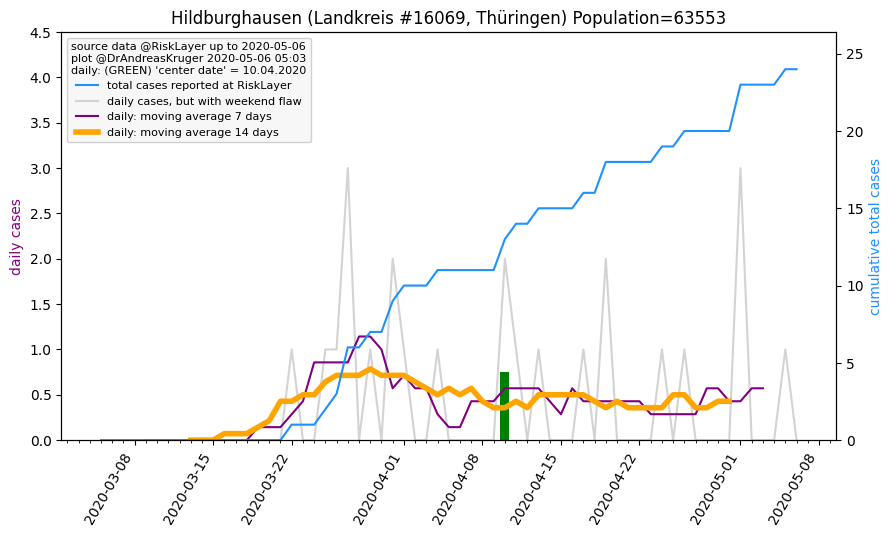 Hildburghausen (Landkreis #16069, Thüringen) Population=63553
source data @RiskLayer up to 2020-05-06
plot @DrAndreasKruger 2020-05-06 05:03
daily: (GREEN) 'center date' = 10.04.2020
total cases reported at RiskLayer
daily cases, but with weekend flaw
daily: moving average 7 days
daily: moving average 14 days
daily cases
4.5
4.0
3.5
3.0
2.5
2.0
1.5
1.0
0.5
0.0
25
20
15
10
5
0
cumulative total cases
2020-03-08
2020-03-15
2020-03-22
2020-04-01
2020-04-08
2020-04-15
2020-04-22
2020-05-01
2020-05-08